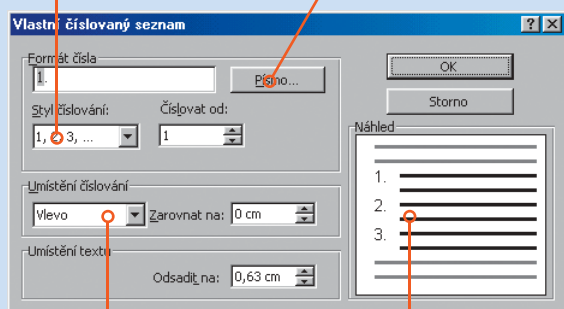 Vlastní číslovaný seznam
Formát čísla
1.
Písmo...
Styl číslování:
Číslovat od:
1, 2, 3, ...
1
Umístění číslování
Vlevo
Zarovnat na:
0 cm
Umístění textu
Odsadit na:
0,63 cm
OK
Storno
Náhled
1.
2.
3.